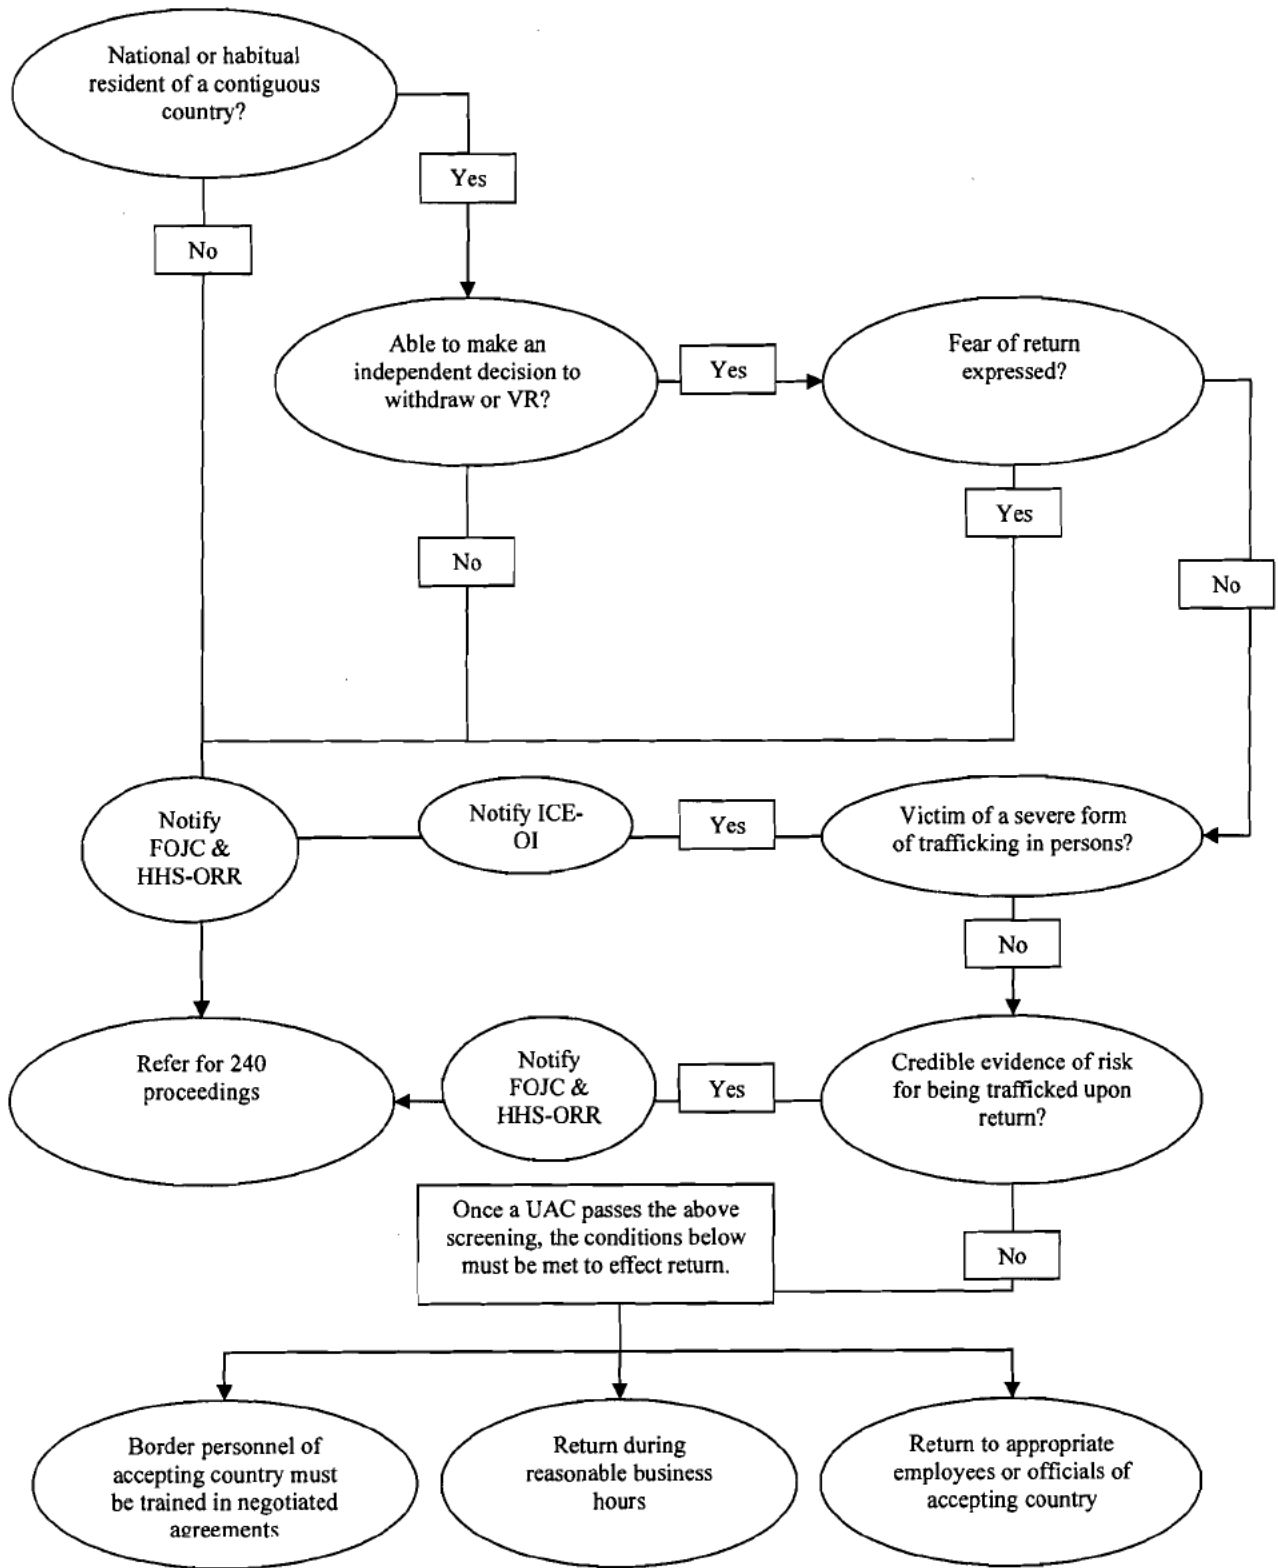 National or habitual
resident of a contiguous
country?
Yes
No
Able to make an
independent decision to
withdraw or VR?
Yes
Fear of return
expressed?
Yes
No
No
Notify
FOJC &
HHS-ORR
Notify ICE-
OI
Yes
Victim of a severe form
of trafficking in persons?
No
Refer for 240
proceedings
Notify
FOJC &
HHS-ORR
Yes
Credible evidence of risk
for being trafficked upon
return?
Once a UAC passes the above
screening, the conditions below
must be met to effect return.
No
Border personnel of
accepting country must
be trained in negotiated
agreements
Return during
reasonable business
hours
Return to appropriate
employees or officials of
accepting country